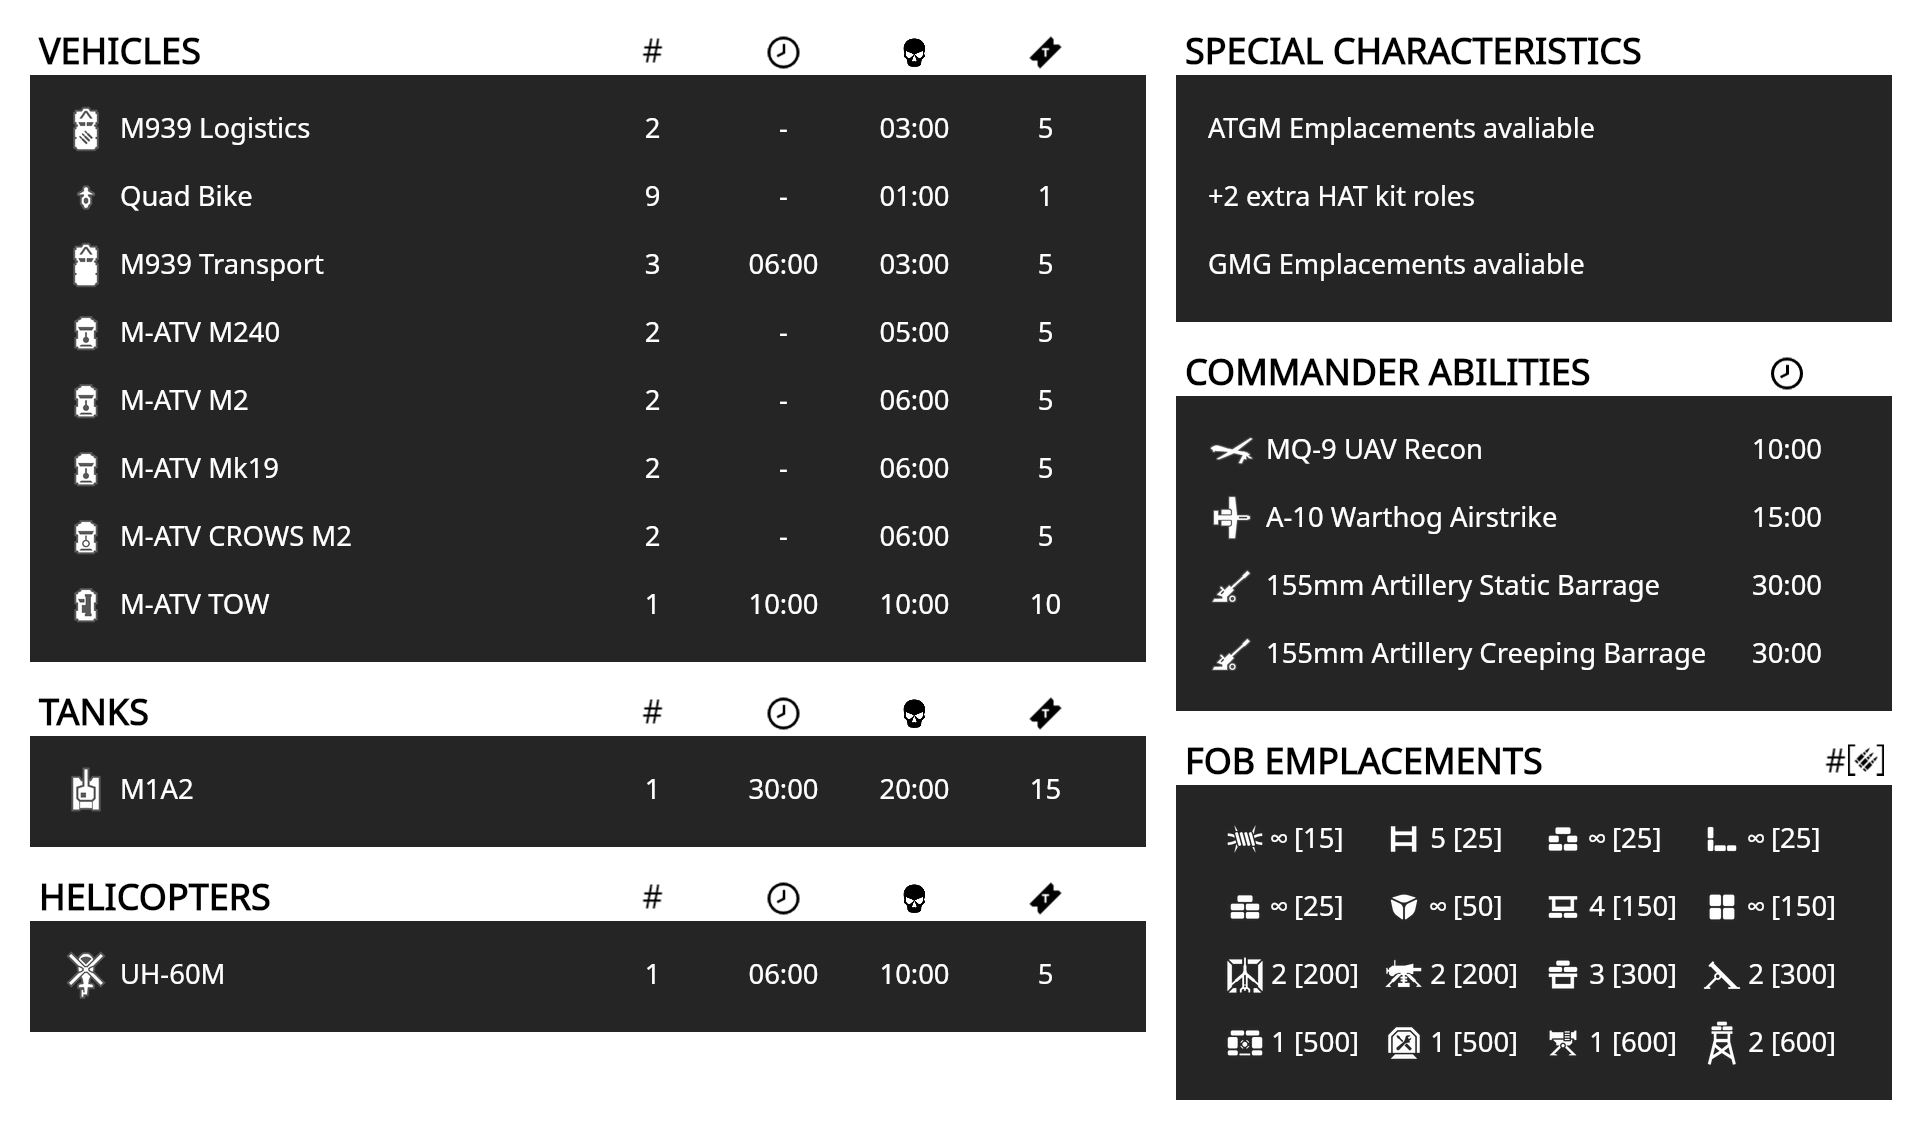 VEHICLES #
M939 Logistics 2 - 03:00 5
Quad Bike 9 - 01:00 1
M939 Transport 3 06:00 03:00 5
M-ATV M240 2 - 05:00 5
M-ATV M2 2 - 06:00 5
M-ATV Mk19 2 - 06:00 5
M-ATV CROWS M2 2 - 06:00 5
M-ATV TOW 1 10:00 10:00 10
TANKS #
M1A2 1 30:00 20:00 15
HELICOPTERS #
UH-60M 1 06:00 10:00 5
SPECIAL CHARACTERISTICS
ATGM Emplacements avaliable
+2 extra HAT kit roles
GMG Emplacements avaliable
COMMANDER ABILITIES
MQ-9 UAV Recon 10:00
A-10 Warthog Airstrike 15:00
155mm Artillery Static Barrage 30:00
155mm Artillery Creeping Barrage 30:00
FOB EMPLACEMENTS #[]
∞ [15] 5 [25] ∞ [25] ∞ [25]
∞ [25] ∞ [50] 4 [150] ∞ [150]
2 [200] 2 [200] 3 [300] 2 [300]
1 [500] 1 [500] 1 [600] 2 [600]